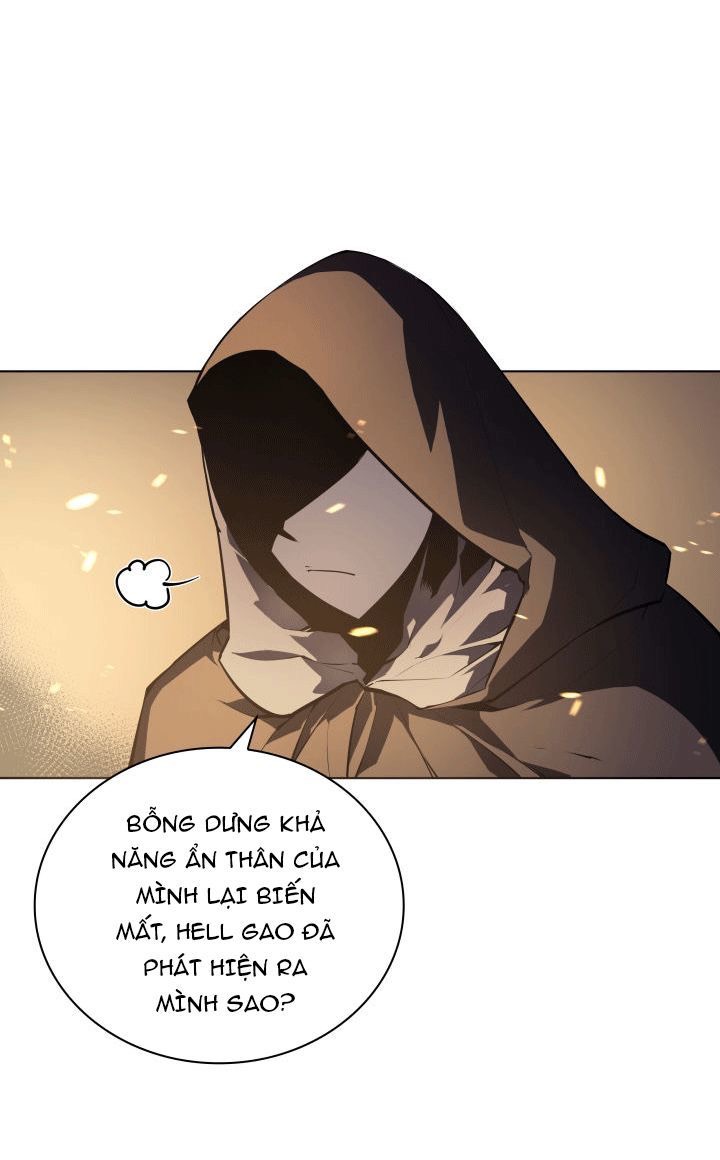 BỖNG DƯNG KHẢ
NĂNG ẨN THÂN CỦA
MÌNH LẠI BIẾN
MẤT, HELL GAO ĐÃ
PHÁT HIỆN RA
MÌNH SAO?